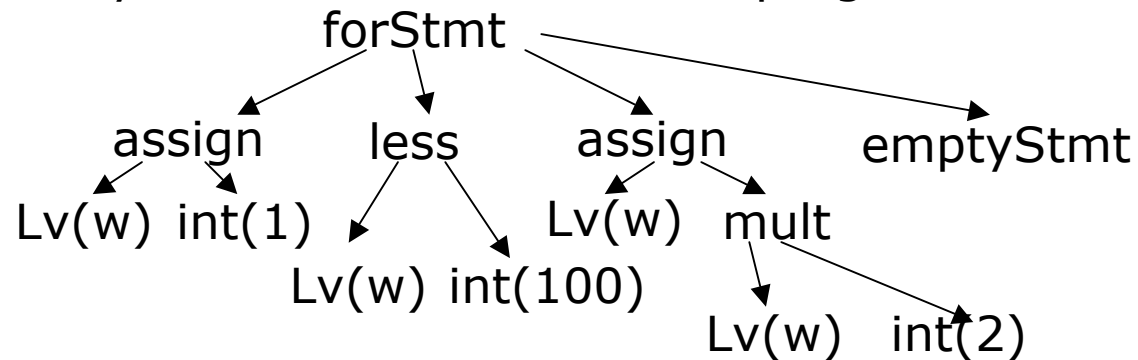 forStmt
assign less assign emptyStmt
Lv(w) int(1) Lv(w) mult
Lv(w) int(100)
Lv(w) int(2)